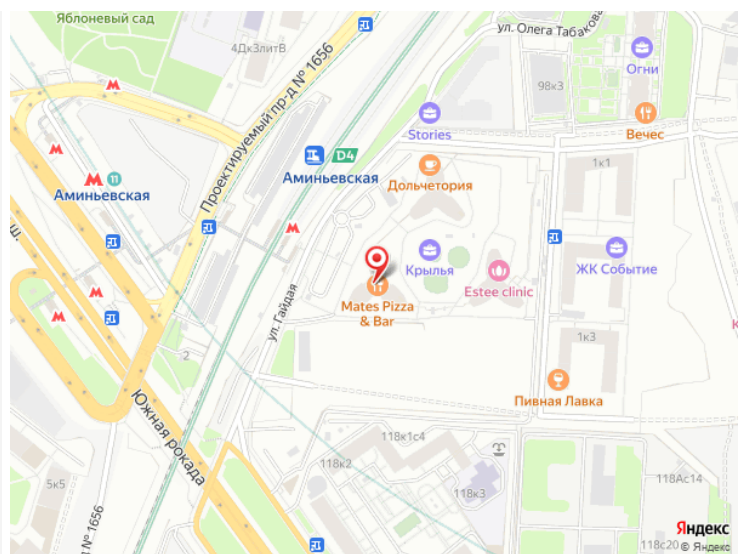 Яблоневый сад
4Дк3литВ
Проектируемый пр-д № 1656
ул. Олега Табакова
98к3
Огни
Stories
Вечес
D4
Аминьевская
11
Аминьевская
Дольчетория
1к1
ш.
Крылья
ЖК Событие
Estee clinic
Mates Pizza
& Bar
ул. Гайдая
2
1к3
Пивная Лавка
Южная рокада
118к1с4
118к2
118к3
5к5
118Ас14
№ 1656
118с20
Яндекс
© Яндекс